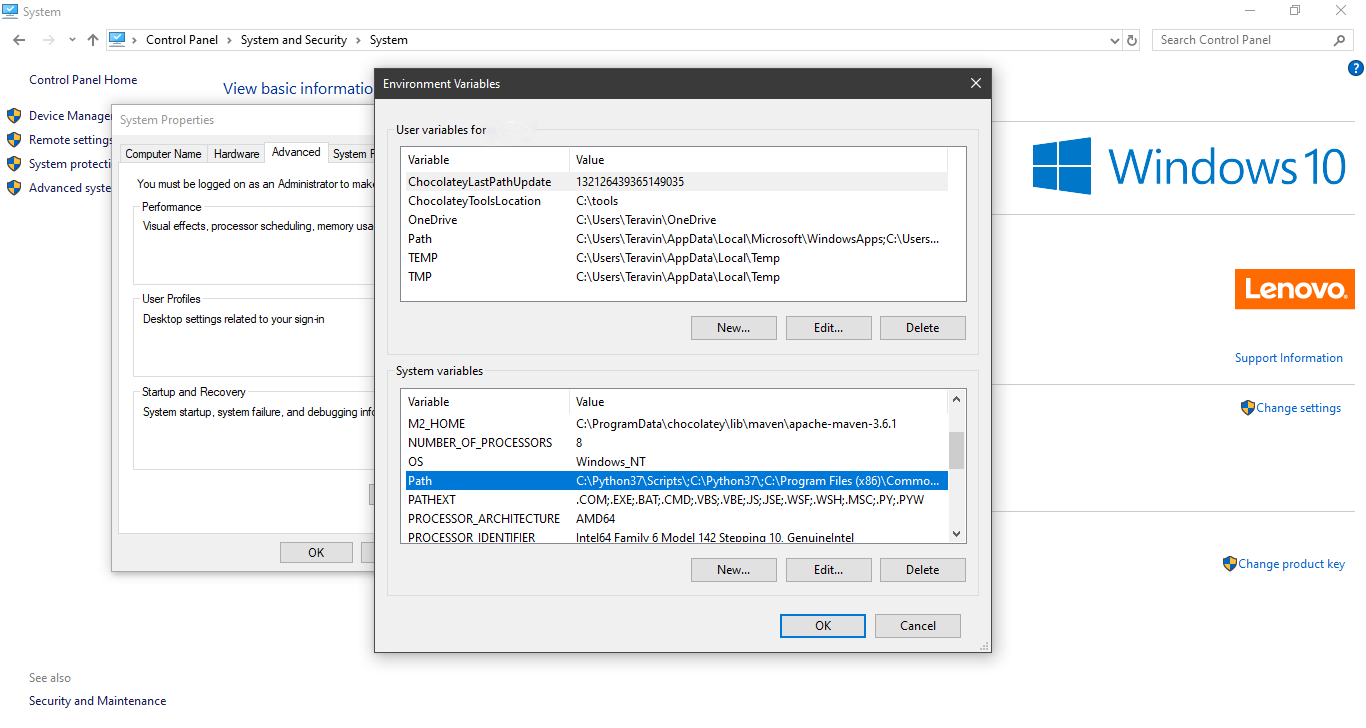 System
Control Panel > System and Security > System
Search Control Panel
Control Panel Home
View basic informatio
Device Manage
Remote settings
System protecti
Advanced syste
System Properties
Computer Name
Hardware
Advanced
System P
You must be logged on as an Administrator to make
Performance
Visual effects, processor scheduling, memory usa
User Profiles
Desktop settings related to your sign-in
Startup and Recovery
System startup, system failure, and debugging info
OK
Environment Variables
User variables for
Variable Value
ChocolateyLastPathUpdate 132126439365149035
ChocolateyToolsLocation C:\tools
OneDrive C:\Users\Teravin\OneDrive
Path C:\Users\Teravin\AppData\Local\Microsoft\WindowsApps;C:\Users...
TEMP C:\Users\Teravin\AppData\Local\Temp
TMP C:\Users\Teravin\AppData\Local\Temp
New... Edit... Delete
System variables
Variable Value
M2_HOME C:\ProgramData\chocolatey\lib\maven\apache-maven-3.6.1
NUMBER_OF_PROCESSORS 8
OS Windows_NT
Path C:\Python37\Scripts\;C:\Python37\;C:\Program Files (x86)\Commo...
PATHEXT .COM;.EXE;.BAT;.CMD;.VBS;.VBE;.JS;.JSE;.WSF;.WSH;.MSC;.PY;.PYW
PROCESSOR_ARCHITECTURE AMD64
PROCESSOR_IDENTIFIER Intel64 Family 6 Model 142 Stepping 10, GenuineIntel
New... Edit... Delete
OK Cancel
?
Windows 10
Lenovo.
Support Information
Change settings
Change product key
See also
Security and Maintenance